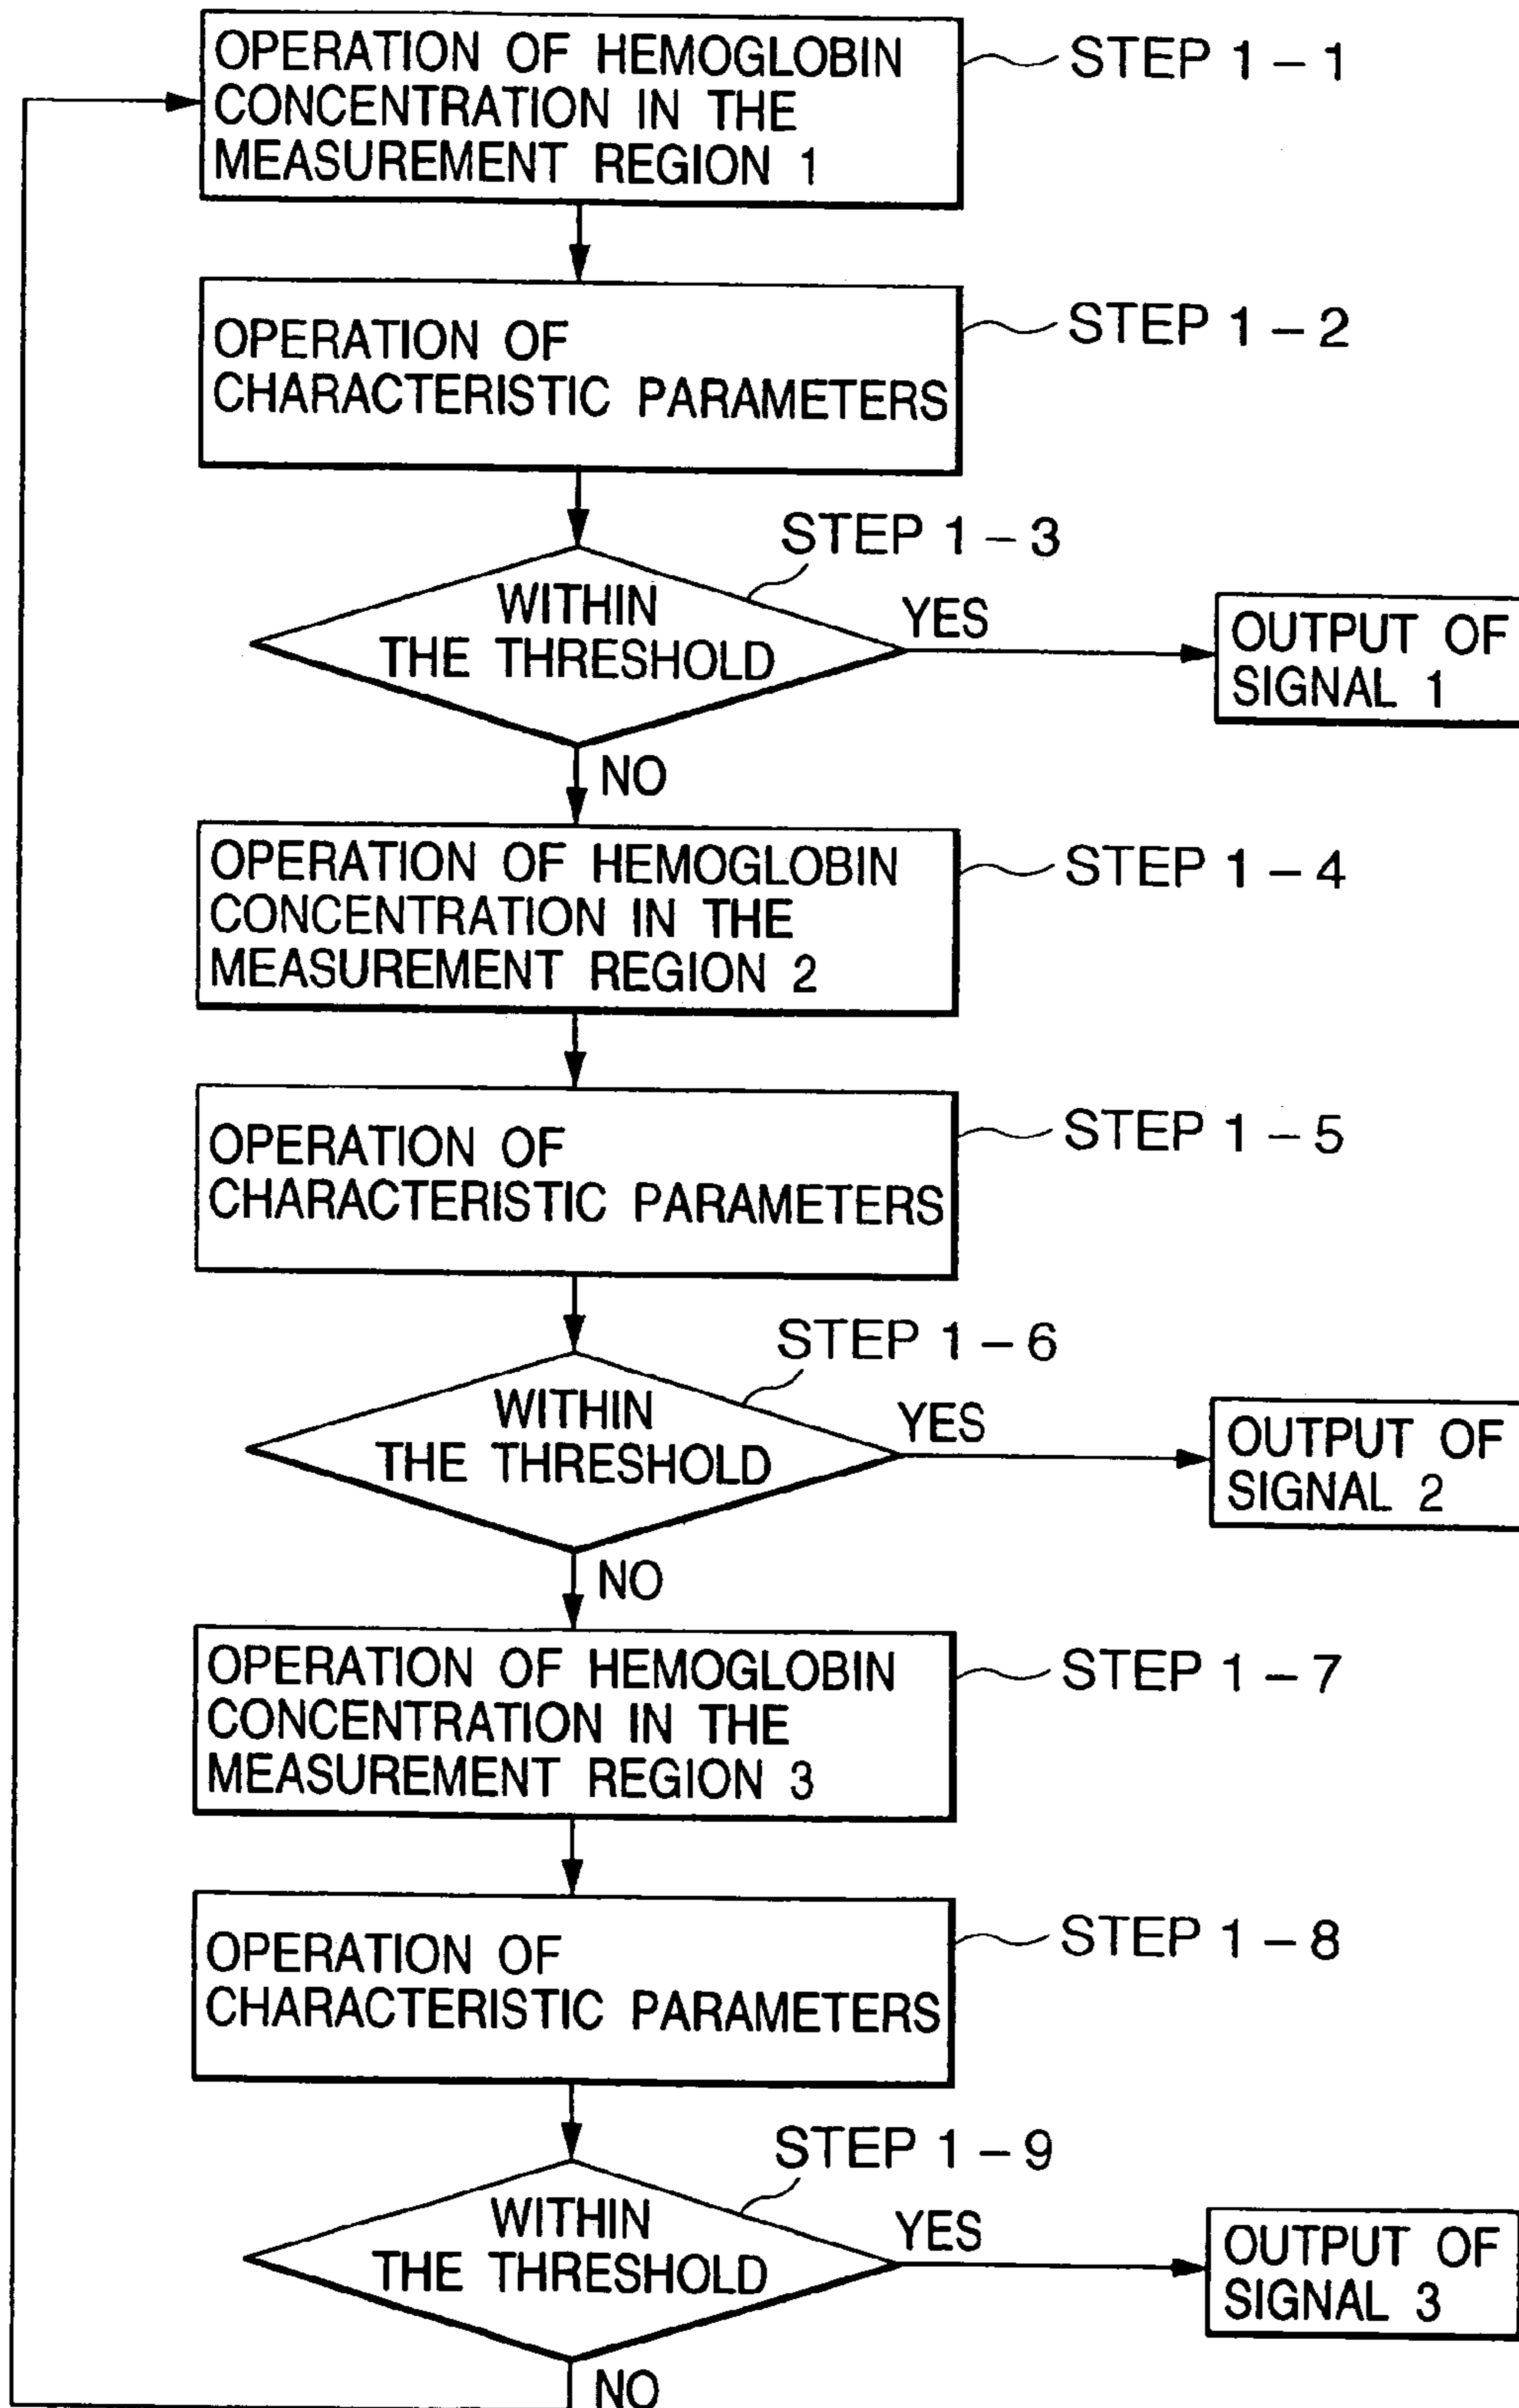 OPERATION OF HEMOGLOBIN
CONCENTRATION IN THE
MEASUREMENT REGION 1
STEP 1 – 1
OPERATION OF
CHARACTERISTIC PARAMETERS
STEP 1 – 2
STEP 1 – 3
WITHIN
THE THRESHOLD
YES
OUTPUT OF
SIGNAL 1
NO
OPERATION OF HEMOGLOBIN
CONCENTRATION IN THE
MEASUREMENT REGION 2
STEP 1 – 4
OPERATION OF
CHARACTERISTIC PARAMETERS
STEP 1 – 5
STEP 1 – 6
WITHIN
THE THRESHOLD
YES
OUTPUT OF
SIGNAL 2
NO
OPERATION OF HEMOGLOBIN
CONCENTRATION IN THE
MEASUREMENT REGION 3
STEP 1 – 7
OPERATION OF
CHARACTERISTIC PARAMETERS
STEP 1 – 8
STEP 1 – 9
WITHIN
THE THRESHOLD
YES
OUTPUT OF
SIGNAL 3
NO